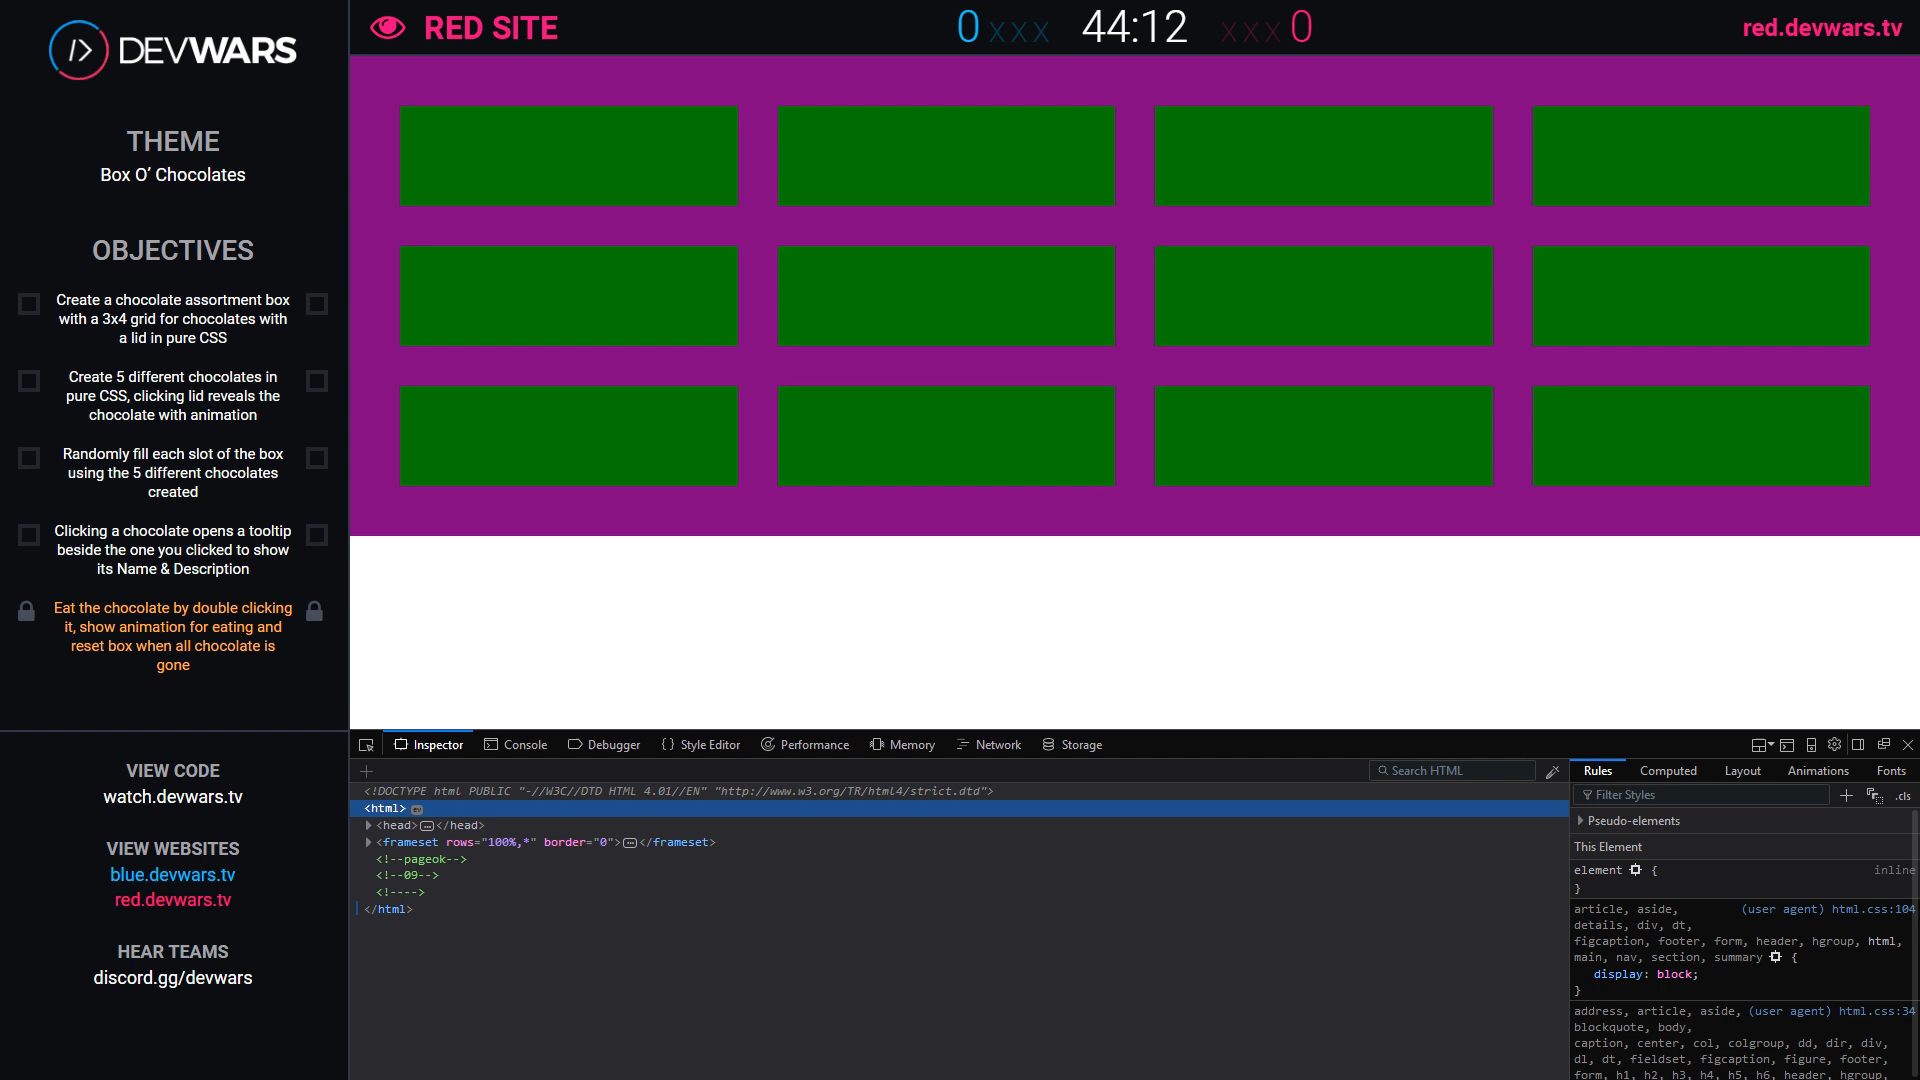 DEVWARS
THEME
Box O’ Chocolates
OBJECTIVES
Create a chocolate assortment box
with a 3x4 grid for chocolates with
a lid in pure CSS
Create 5 different chocolates in
pure CSS, clicking lid reveals the
chocolate with animation
Randomly fill each slot of the box
using the 5 different chocolates
created
Clicking a chocolate opens a tooltip
beside the one you clicked to show
its Name & Description
Eat the chocolate by double clicking
it, show animation for eating and
reset box when all chocolate is
gone
VIEW CODE
watch.devwars.tv
VIEW WEBSITES
blue.devwars.tv
red.devwars.tv
HEAR TEAMS
discord.gg/devwars
RED SITE
0 xxx 44:12 xxx 0
red.devwars.tv
Inspector Console Debugger Style Editor Performance Memory Network Storage
Search HTML
<!DOCTYPE html PUBLIC "-//W3C//DTD HTML 4.01//EN" "http://www.w3.org/TR/html4/strict.dtd">
<html> ev
<head>…</head>
<frameset rows="100%,*" border="0">…</frameset>
<!--pageok-->
<!--09-->
<!---->
</html>
Rules Computed Layout Animations Fonts
Filter Styles + .cls
Pseudo-elements
This Element
element { inline
}
article, aside, (user agent) html.css:104
details, div, dt,
figcaption, footer, form, header, hgroup, html,
main, nav, section, summary {
display: block;
}
address, article, aside, (user agent) html.css:34
blockquote, body,
caption, center, col, colgroup, dd, dir, div,
dl, dt, fieldset, figcaption, figure, footer,
form, h1, h2, h3, h4, h5, h6, header, hgroup,